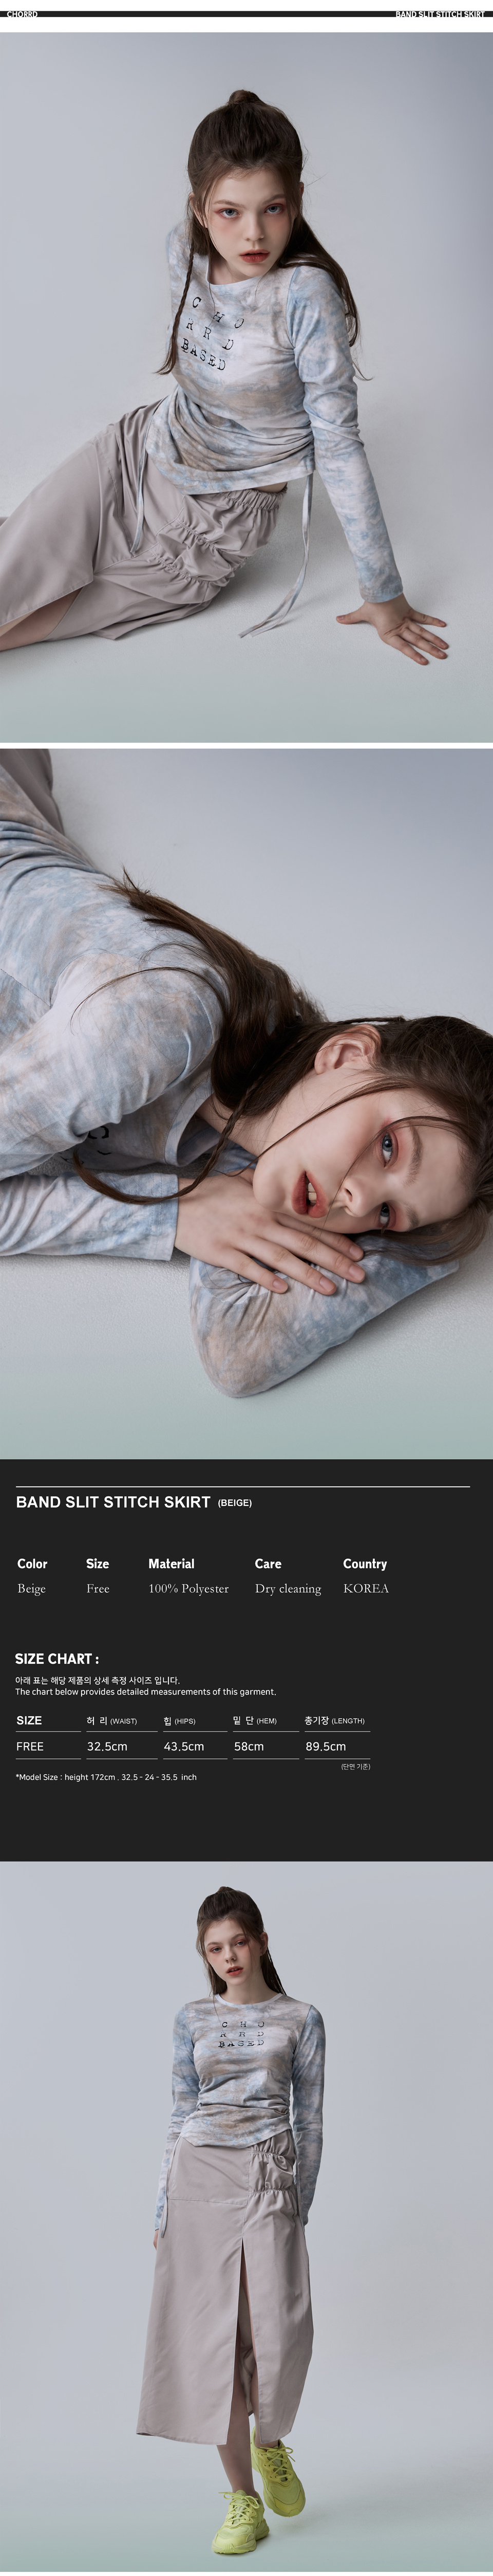 CHORRD
BAND SLIT STITCH SKIRT
C H O
R R D
BASED
BAND SLIT STITCH SKIRT (BEIGE)
Color Size Material Care Country
Beige Free 100% Polyester Dry cleaning KOREA
SIZE CHART :
아래 표는 해당 제품의 상세 측정 사이즈 입니다.
The chart below provides detailed measurements of this garment.
SIZE 허 리 (WAIST) 힙 (HIPS) 밑 단 (HEM) 총기장 (LENGTH)
FREE 32.5cm 43.5cm 58cm 89.5cm
(단면 기준)
*Model Size : height 172cm . 32.5 - 24 - 35.5 inch
C H O
R R D
BASED